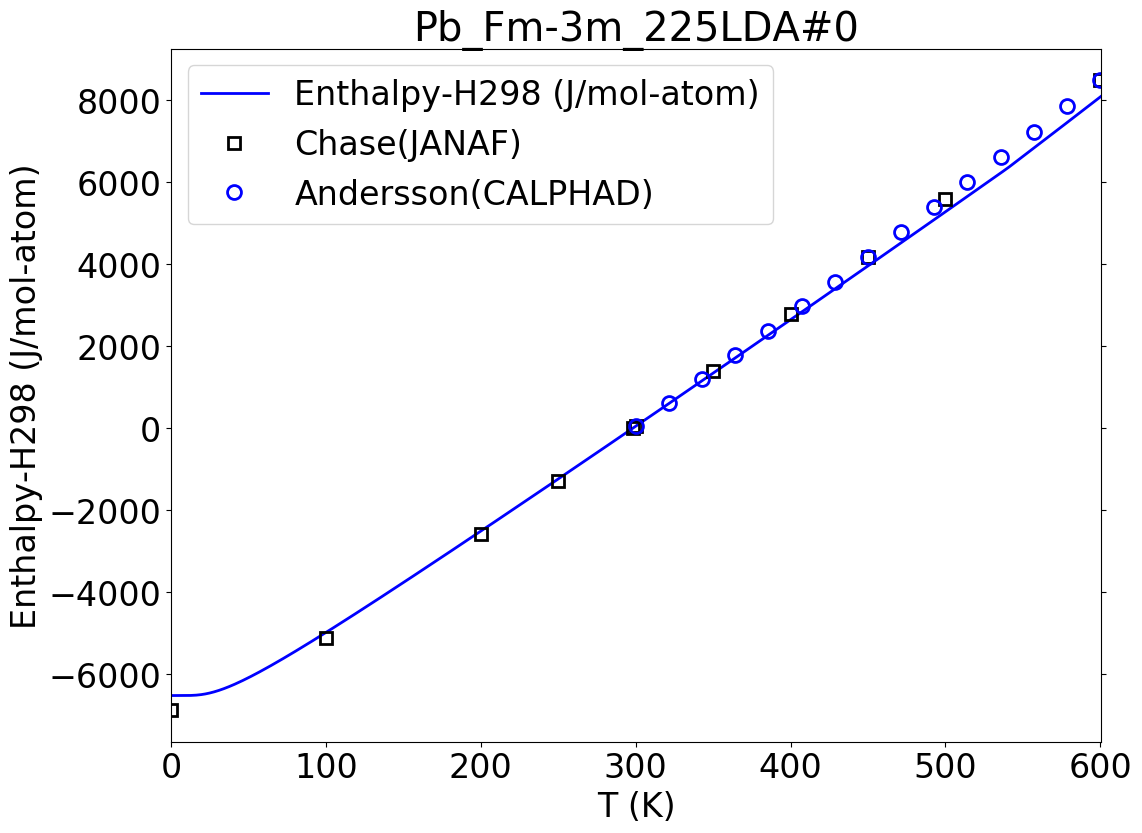 Pb_Fm-3m_225LDA#0
Enthalpy-H298 (J/mol-atom)
Chase(JANAF)
Andersson(CALPHAD)
Enthalpy-H298 (J/mol-atom)
8000
6000
4000
2000
0
−2000
−4000
−6000
0 100 200 300 400 500 600
T (K)